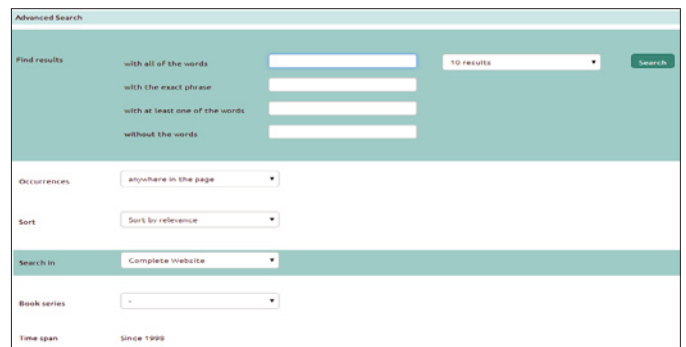 Advanced Search
Find results with all of the words 10 results Search
with the exact phrase
with at least one of the words
without the words
Occurrences anywhere in the page
Sort Sort by relevance
Search in Complete Website
Book series -
Time span Since 1998